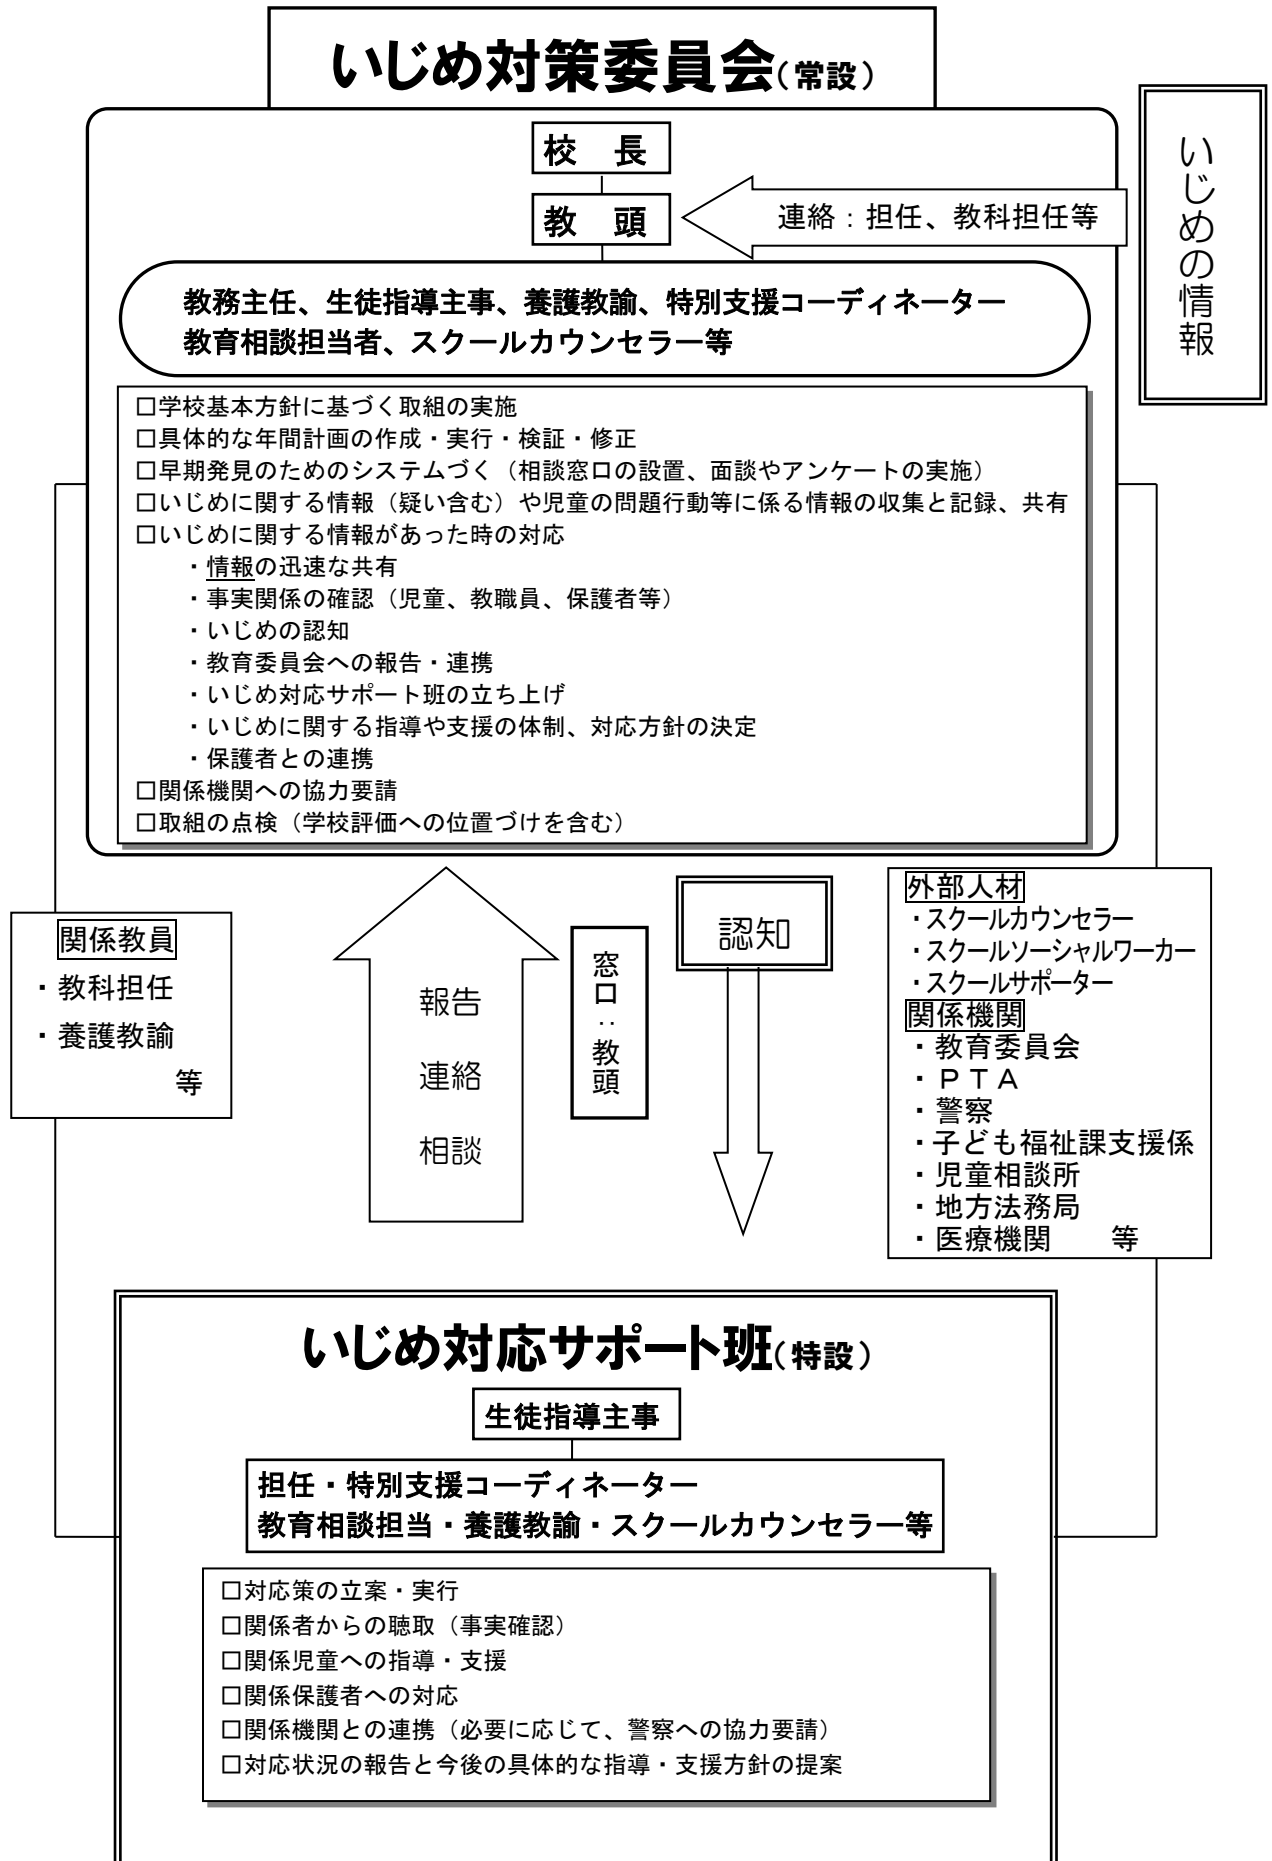 いじめ対策委員会（常設）
校　長
教　頭
連絡：担任、教科担任等
いじめの情報
教務主任、生徒指導主事、養護教諭、特別支援コーディネーター
教育相談担当者、スクールカウンセラー等
□学校基本方針に基づく取組の実施
□具体的な年間計画の作成・実行・検証・修正
□早期発見のためのシステムづく（相談窓口の設置、面談やアンケートの実施）
□いじめに関する情報（疑い含む）や児童の問題行動等に係る情報の収集と記録、共有
□いじめに関する情報があった時の対応
・情報の迅速な共有
・事実関係の確認（児童、教職員、保護者等）
・いじめの認知
・教育委員会への報告・連携
・いじめ対応サポート班の立ち上げ
・いじめに関する指導や支援の体制、対応方針の決定
・保護者との連携
□関係機関への協力要請
□取組の点検（学校評価への位置づけを含む）
関係教員
・教科担任
・養護教諭
等
報告
連絡
相談
窓口：教頭
認知
外部人材
・スクールカウンセラー
・スクールソーシャルワーカー
・スクールサポーター
関係機関
・教育委員会
・ＰＴＡ
・警察
・子ども福祉課支援係
・児童相談所
・地方法務局
・医療機関　　等
いじめ対応サポート班（特設）
生徒指導主事
担任・特別支援コーディネーター
教育相談担当・養護教諭・スクールカウンセラー等
□対応策の立案・実行
□関係者からの聴取（事実確認）
□関係児童への指導・支援
□関係保護者への対応
□関係機関との連携（必要に応じて、警察への協力要請）
□対応状況の報告と今後の具体的な指導・支援方針の提案